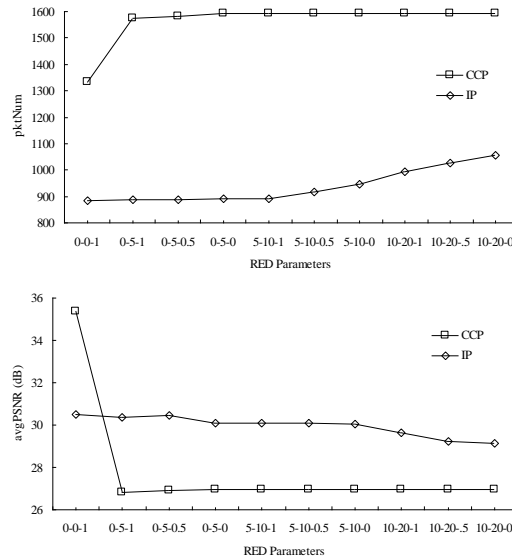 1600
1500
1400
1300
1200
1100
1000
900
800
pktNum
CCP
IP
0-0-1 0-5-1 0-5-0.5 0-5-0 5-10-1 5-10-0.5 5-10-0 10-20-1 10-20-.5 10-20-0
RED Parameters
36
34
32
30
28
26
avgPSNR (dB)
CCP
IP
0-0-1 0-5-1 0-5-0.5 0-5-0 5-10-1 5-10-0.5 5-10-0 10-20-1 10-20-.5 10-20-0
RED Parameters